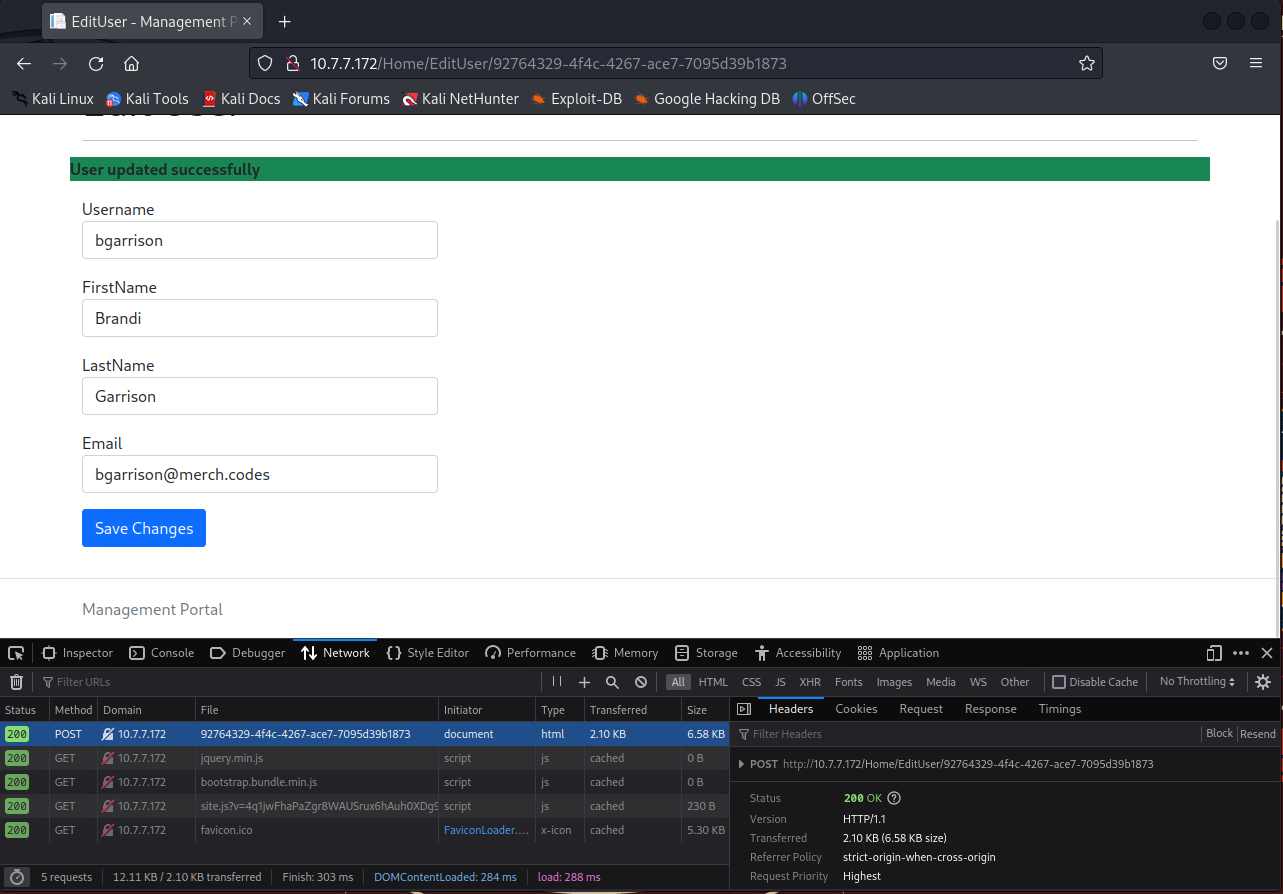 EditUser - Management P
10.7.7.172/Home/EditUser/92764329-4f4c-4267-ace7-7095d39b1873
Kali Linux Kali Tools Kali Docs Kali Forums Kali NetHunter Exploit-DB Google Hacking DB OffSec
Edit User
User updated successfully
Username
bgarrison
FirstName
Brandi
LastName
Garrison
Email
bgarrison@merch.codes
Save Changes
Management Portal
Inspector Console Debugger Network Style Editor Performance Memory Storage Accessibility Application
Filter URLs All HTML CSS JS XHR Fonts Images Media WS Other Disable Cache No Throttling
Status Method Domain File Initiator Type Transferred Size
200 POST 10.7.7.172 92764329-4f4c-4267-ace7-7095d39b1873 document html 2.10 KB 6.58 KB
200 GET 10.7.7.172 jquery.min.js script js cached 0 B
200 GET 10.7.7.172 bootstrap.bundle.min.js script js cached 0 B
200 GET 10.7.7.172 site.js?v=4q1jwFhaPaZgr8WAUSrux6hAuh0XDg9 script js cached 230 B
200 GET 10.7.7.172 favicon.ico FaviconLoader.... x-icon cached 5.30 KB
5 requests 12.11 KB / 2.10 KB transferred Finish: 303 ms DOMContentLoaded: 284 ms load: 288 ms
Headers Cookies Request Response Timings
Filter Headers Block Resend
POST http://10.7.7.172/Home/EditUser/92764329-4f4c-4267-ace7-7095d39b1873
Status 200 OK ?
Version HTTP/1.1
Transferred 2.10 KB (6.58 KB size)
Referrer Policy strict-origin-when-cross-origin
Request Priority Highest